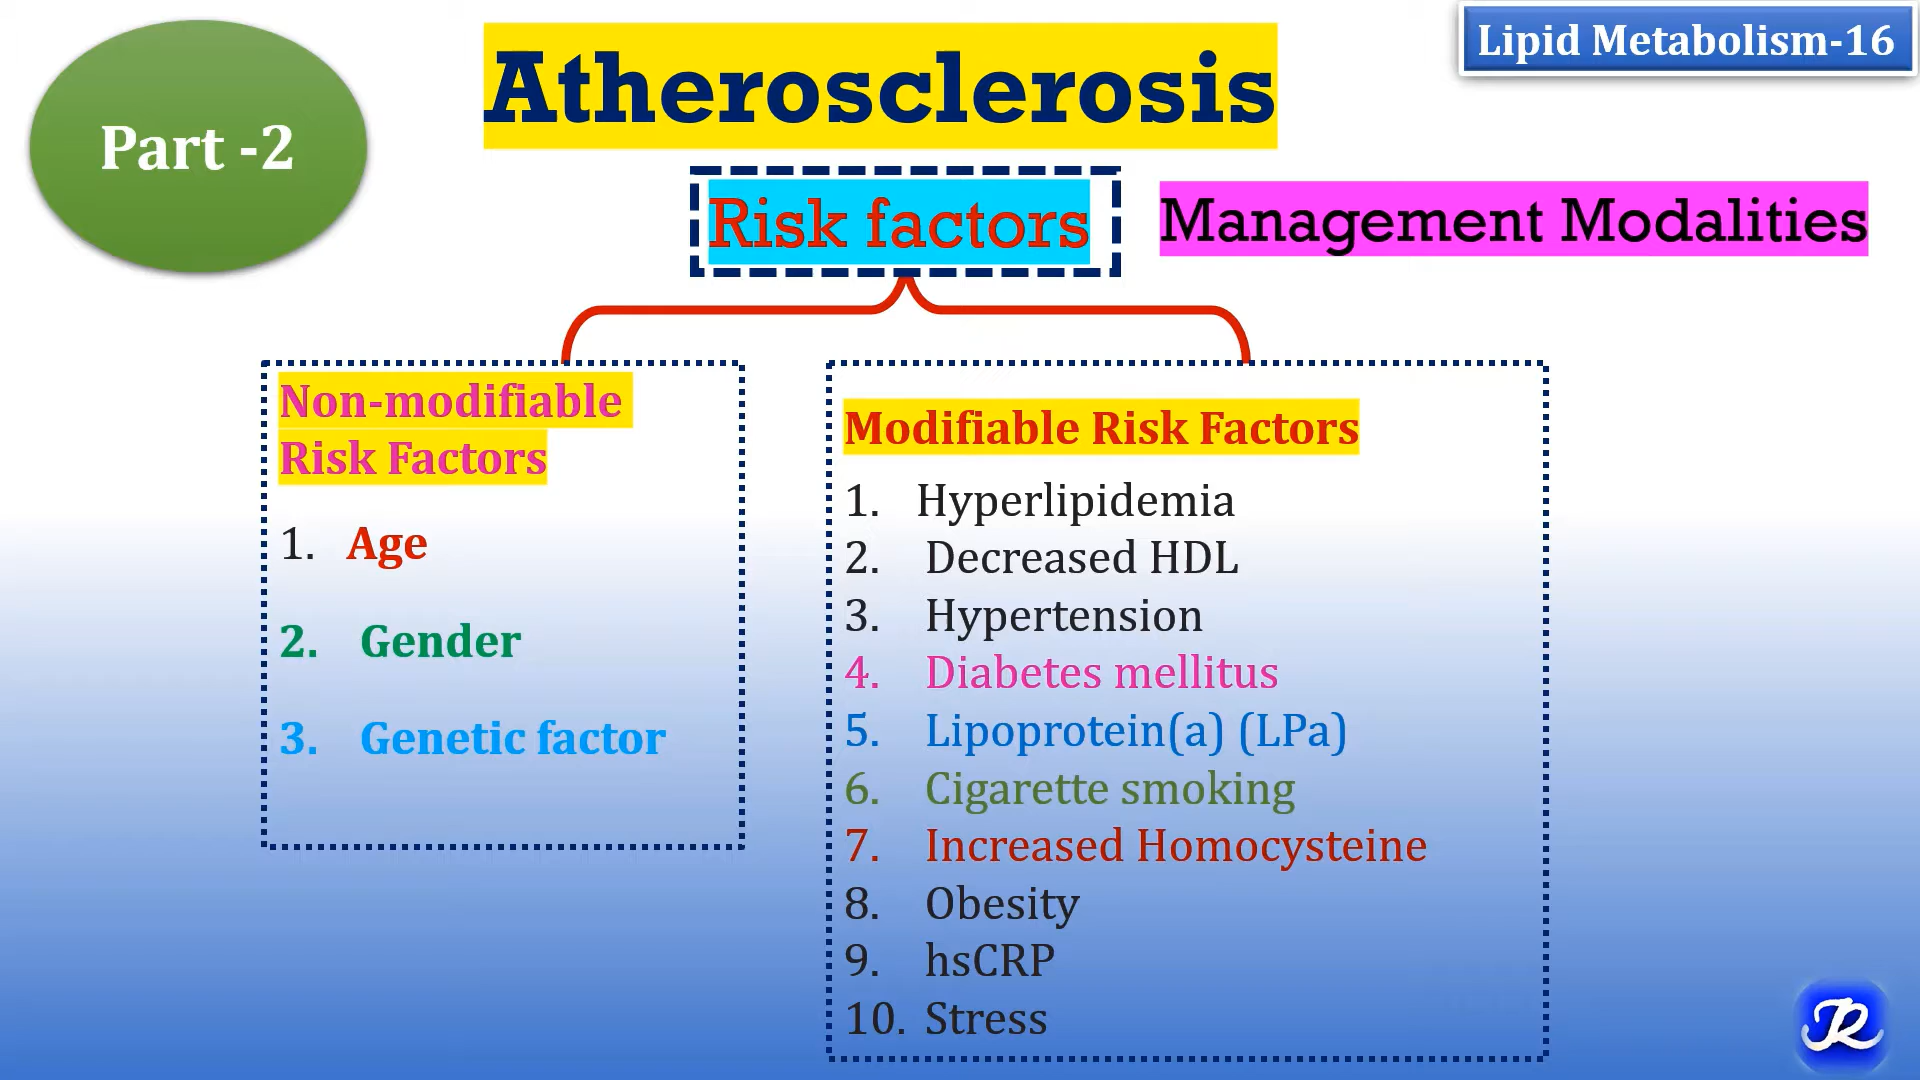 Lipid Metabolism-16
Part -2
Atherosclerosis
Risk factors
Management Modalities
Non-modifiable
Risk Factors
1. Age
2. Gender
3. Genetic factor
Modifiable Risk Factors
1. Hyperlipidemia
2. Decreased HDL
3. Hypertension
4. Diabetes mellitus
5. Lipoprotein(a) (LPa)
6. Cigarette smoking
7. Increased Homocysteine
8. Obesity
9. hsCRP
10. Stress